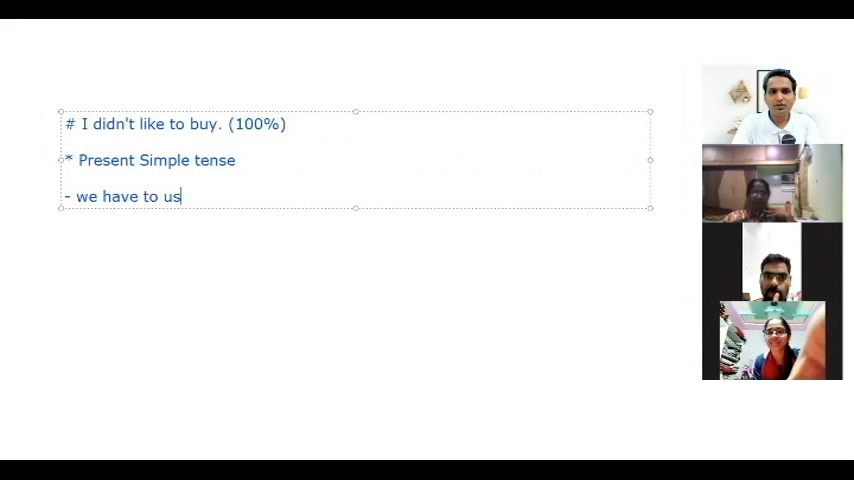 # I didn't like to buy. (100%)
* Present Simple tense
- we have to us